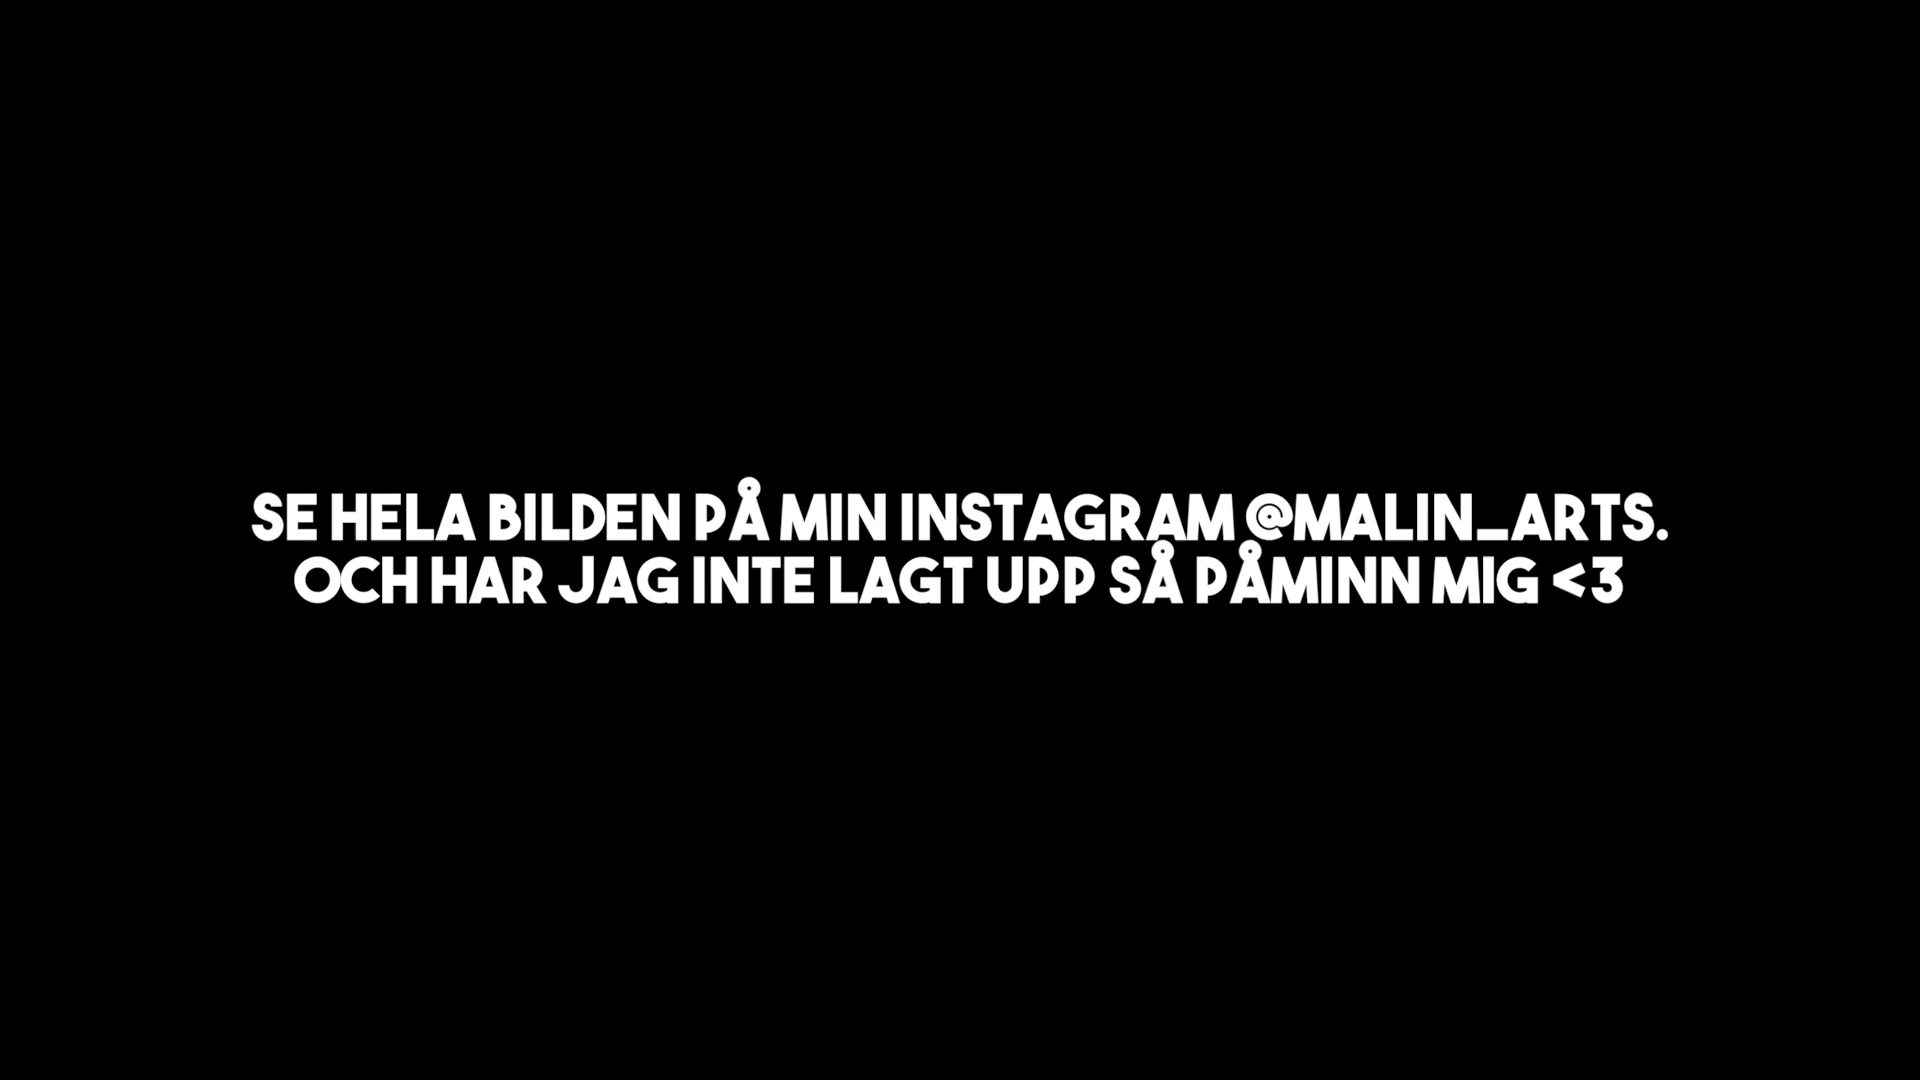 SE HELA BILDEN PÅ MIN INSTAGRAM @MALIN_ARTS.
OCH HAR JAG INTE LAGT UPP SÅ PÅMINN MIG <3